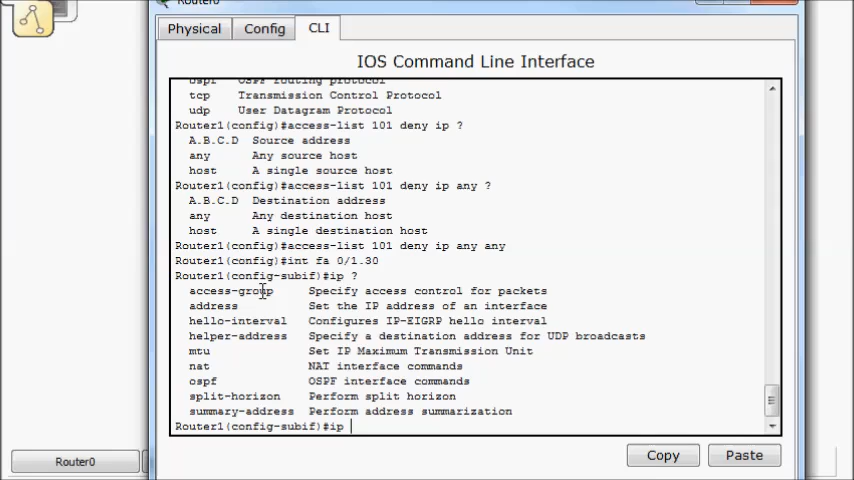 Router0
Physical
Config
CLI
IOS Command Line Interface
ospf OSPF routing protocol
tcp Transmission Control Protocol
udp User Datagram Protocol
Router1(config)#access-list 101 deny ip ?
A.B.C.D Source address
any Any source host
host A single source host
Router1(config)#access-list 101 deny ip any ?
A.B.C.D Destination address
any Any destination host
host A single destination host
Router1(config)#access-list 101 deny ip any any
Router1(config)#int fa 0/1.30
Router1(config-subif)#ip ?
access-group Specify access control for packets
address Set the IP address of an interface
hello-interval Configures IP-EIGRP hello interval
helper-address Specify a destination address for UDP broadcasts
mtu Set IP Maximum Transmission Unit
nat NAT interface commands
ospf OSPF interface commands
split-horizon Perform split horizon
summary-address Perform address summarization
Router1(config-subif)#ip
Copy
Paste
Router0